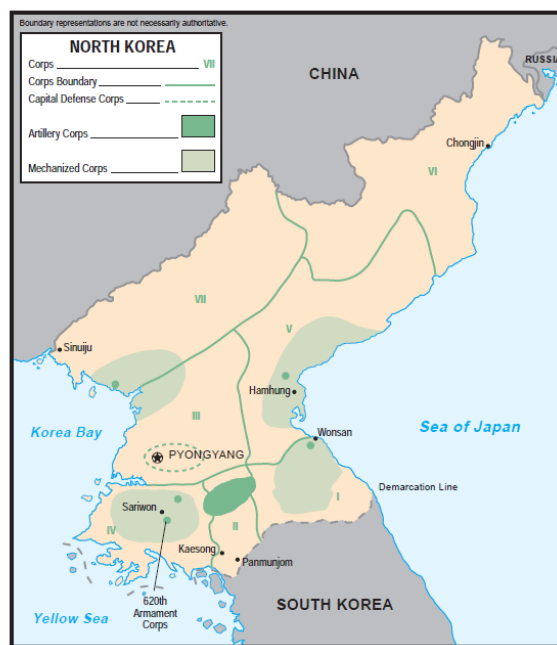 Boundary representations are not necessarily authoritative.
NORTH KOREA
Corps VII
Corps Boundary
Capital Defense Corps
Artillery Corps
Mechanized Corps
CHINA
RUSSIA
Chongjin
VI
VII
V
Sinuiju
Hamhung
III
Korea Bay
Wonsan
Sea of Japan
PYONGYANG
Demarcation Line
Sariwon
I
IV
II
Kaesong
Panmunjom
620th
Armament
Corps
SOUTH KOREA
Yellow Sea